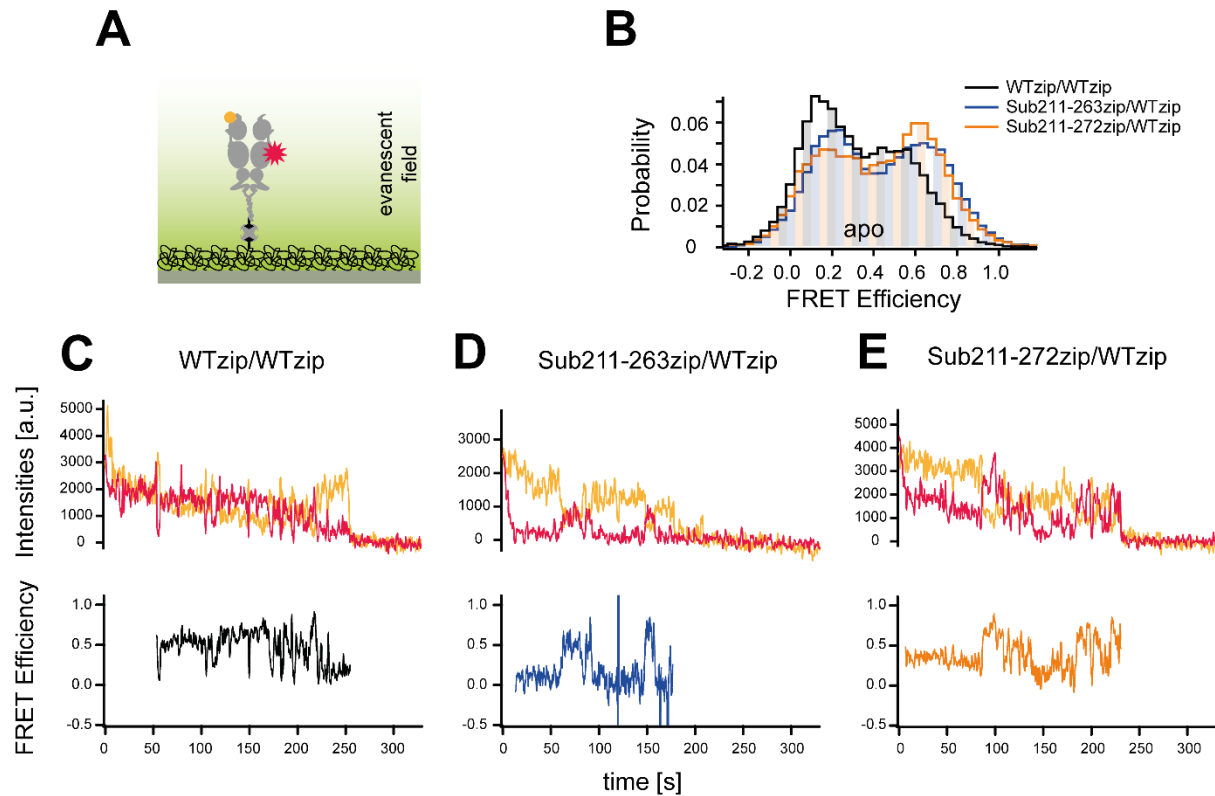 A
evanescent
field
B
WTzip/WTzip
Sub211-263zip/WTzip
Sub211-272zip/WTzip
Probability
0.06
0.04
0.02
0
apo
-0.2 0.0 0.2 0.4 0.6 0.8 1.0
FRET Efficiency
C
WTzip/WTzip
Intensities [a.u.]
5000
4000
3000
2000
1000
0
FRET Efficiency
1.0
0.5
0.0
-0.5
0 50 100 150 200 250 300
D
Sub211-263zip/WTzip
3000
2000
1000
0
1.0
0.5
0.0
-0.5
0 50 100 150 200 250 300
time [s]
E
Sub211-272zip/WTzip
5000
4000
3000
2000
1000
0
1.0
0.5
0.0
-0.5
0 50 100 150 200 250 300